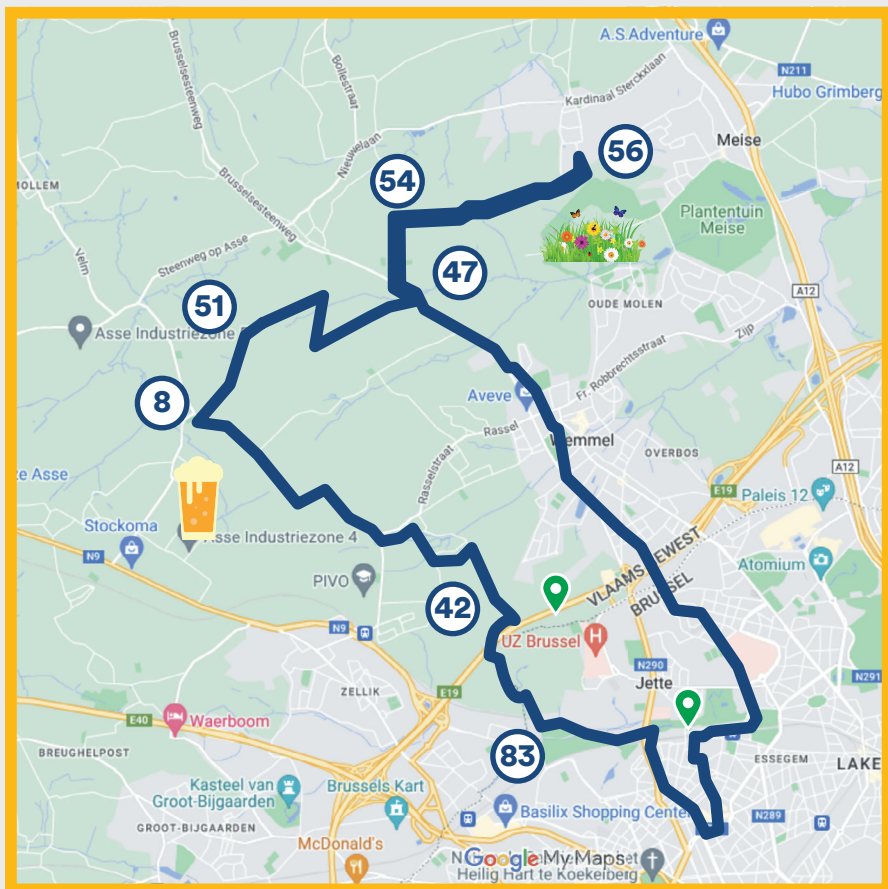 A.S.Adventure
N211
Hubo Grimberg
Kardinaal Sterckxlaan
Bollestraat
Brusselsesteenweg
Nieuwelaan
Meise
56
54
MOLLEM
Brusselsesteenweg
Plantentuin
Meise
Steenweg op Asse
Velm
47
A12
OUDE MOLEN
51
Asse Industriezone
Zijp
Fr. Robbrechtsstraat
8
Aveve
Rassel
Wemmel
OVERBOS
A12
Rasselstraat
ze Asse
E19
Paleis 12
Stockoma
Asse Industriezone 4
N9
VLAAMS GEWEST
BRUSSEL
Atomium
PIVO
42
N9
UZ Brussel
H
N290
N291
Jette
ZELLIK
E19
Waerboom
E40
BREUGHELPOST
83
ESSEGEM
LAKE
Kasteel van
Groot-Bijgaarden
Brussels Kart
Basilix Shopping Center
N289
GROOT-BIJGAARDEN
McDonald's
Google My Maps
Heilig Hart te Koekelberg